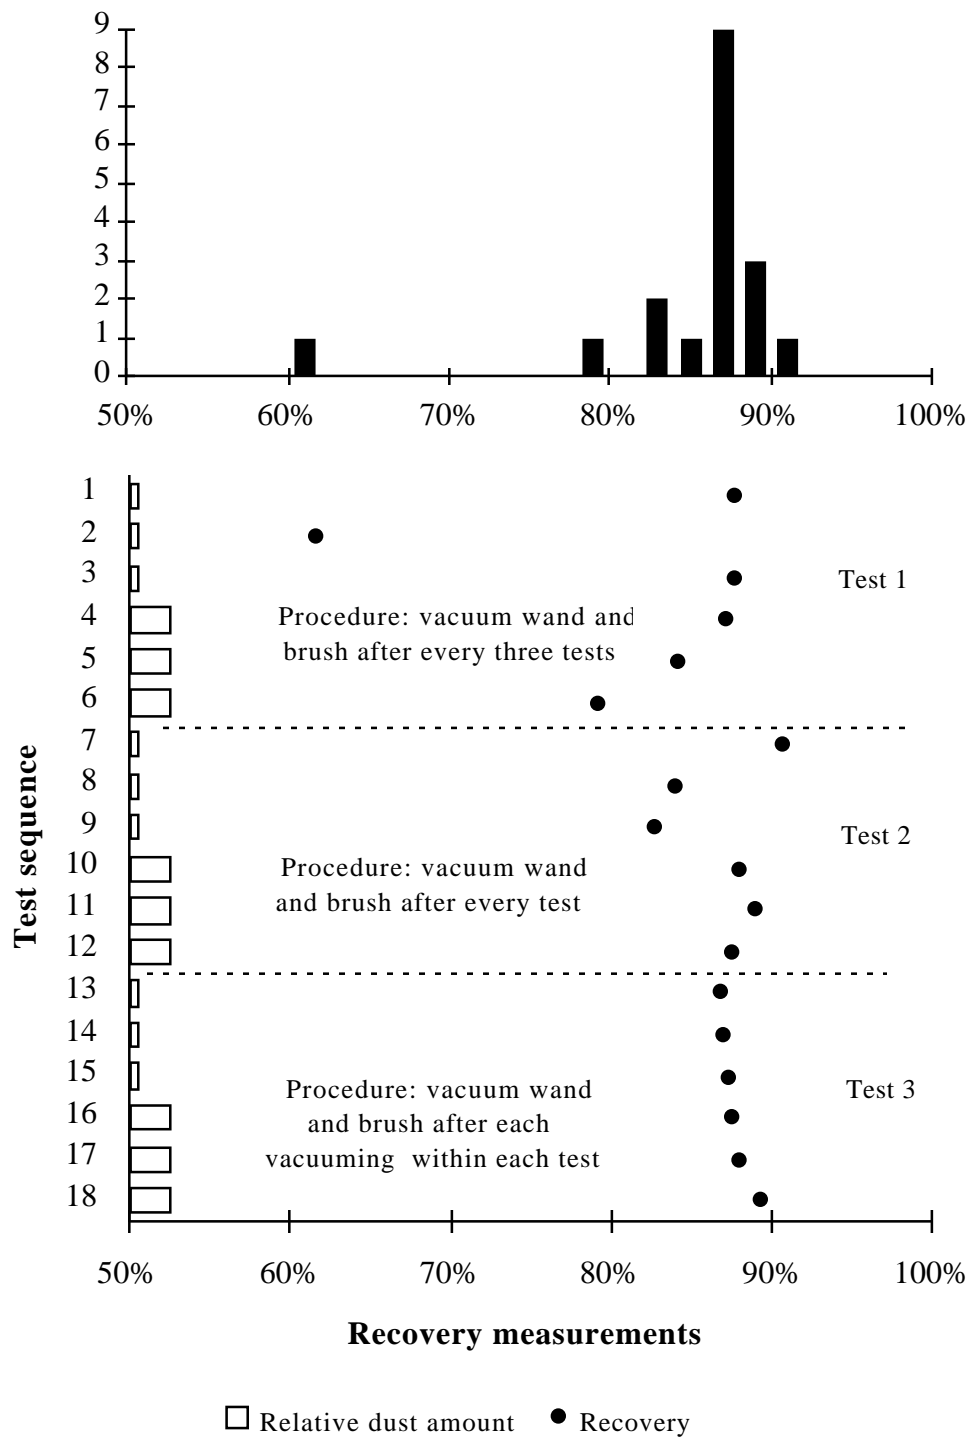 9
8
7
6
5
4
3
2
1
0
50% 60% 70% 80% 90% 100%
1
2
3
Test 1
4
Procedure: vacuum wand and
brush after every three tests
5
6
7
8
9
Test 2
10
Procedure: vacuum wand
and brush after every test
11
12
13
14
15
Procedure: vacuum wand
and brush after each
vacuuming within each test
Test 3
16
17
18
Test sequence
50% 60% 70% 80% 90% 100%
Recovery measurements
Relative dust amount Recovery